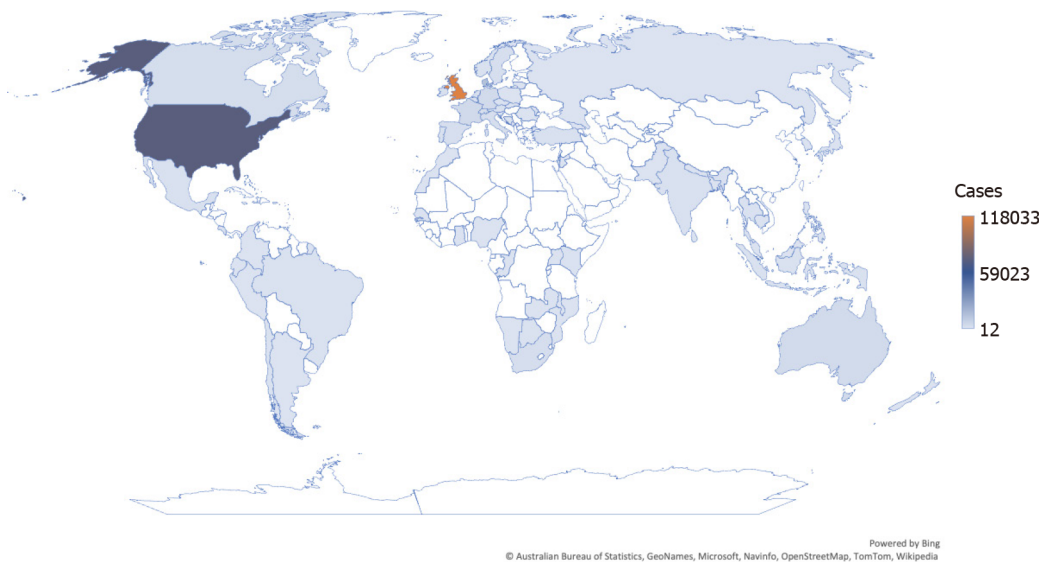 Cases
118033
59023
12
Powered by Bing
© Australian Bureau of Statistics, GeoNames, Microsoft, Navinfo, OpenStreetMap, TomTom, Wikipedia